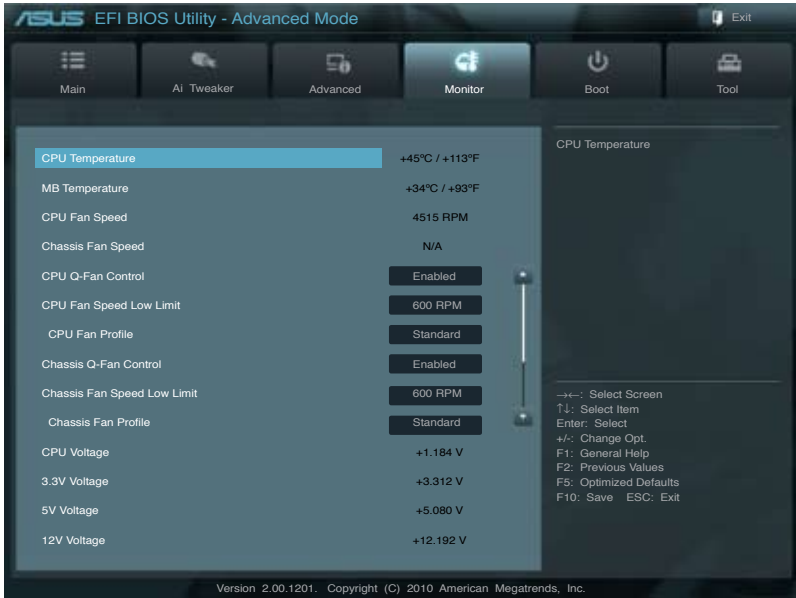 ASUS EFI BIOS Utility - Advanced Mode
Exit
Main
Ai Tweaker
Advanced
Monitor
Boot
Tool
CPU Temperature +45ºC / +113ºF
MB Temperature +34ºC / +93ºF
CPU Fan Speed 4515 RPM
Chassis Fan Speed N/A
CPU Q-Fan Control Enabled
CPU Fan Speed Low Limit 600 RPM
CPU Fan Profile Standard
Chassis Q-Fan Control Enabled
Chassis Fan Speed Low Limit 600 RPM
Chassis Fan Profile Standard
CPU Voltage +1.184 V
3.3V Voltage +3.312 V
5V Voltage +5.080 V
12V Voltage +12.192 V
CPU Temperature
→←: Select Screen
↑↓: Select Item
Enter: Select
+/-: Change Opt.
F1: General Help
F2: Previous Values
F5: Optimized Defaults
F10: Save ESC: Exit
Version 2.00.1201. Copyright (C) 2010 American Megatrends, Inc.